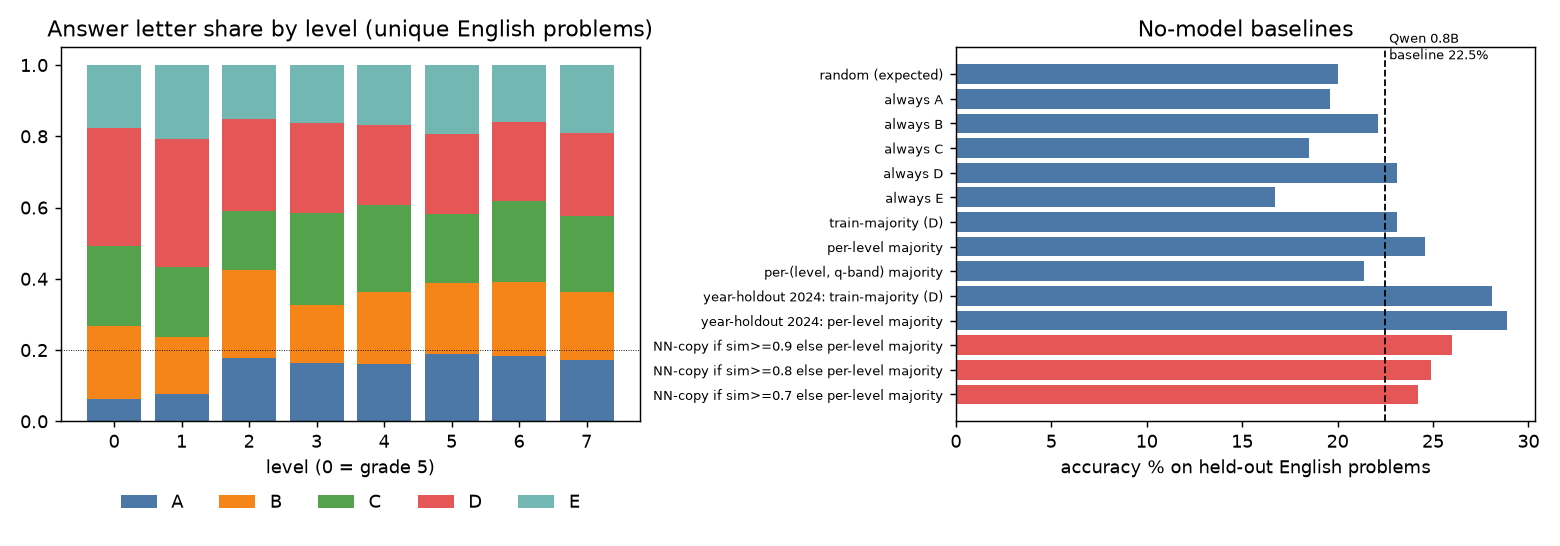 Answer letter share by level (unique English problems)
1.0
0.8
0.6
0.4
0.2
0.0
0 1 2 3 4 5 6 7
level (0 = grade 5)
A B C D E
No-model baselines
Qwen 0.8B
baseline 22.5%
random (expected)
always A
always B
always C
always D
always E
train-majority (D)
per-level majority
per-(level, q-band) majority
year-holdout 2024: train-majority (D)
year-holdout 2024: per-level majority
NN-copy if sim>=0.9 else per-level majority
NN-copy if sim>=0.8 else per-level majority
NN-copy if sim>=0.7 else per-level majority
0 5 10 15 20 25 30
accuracy % on held-out English problems